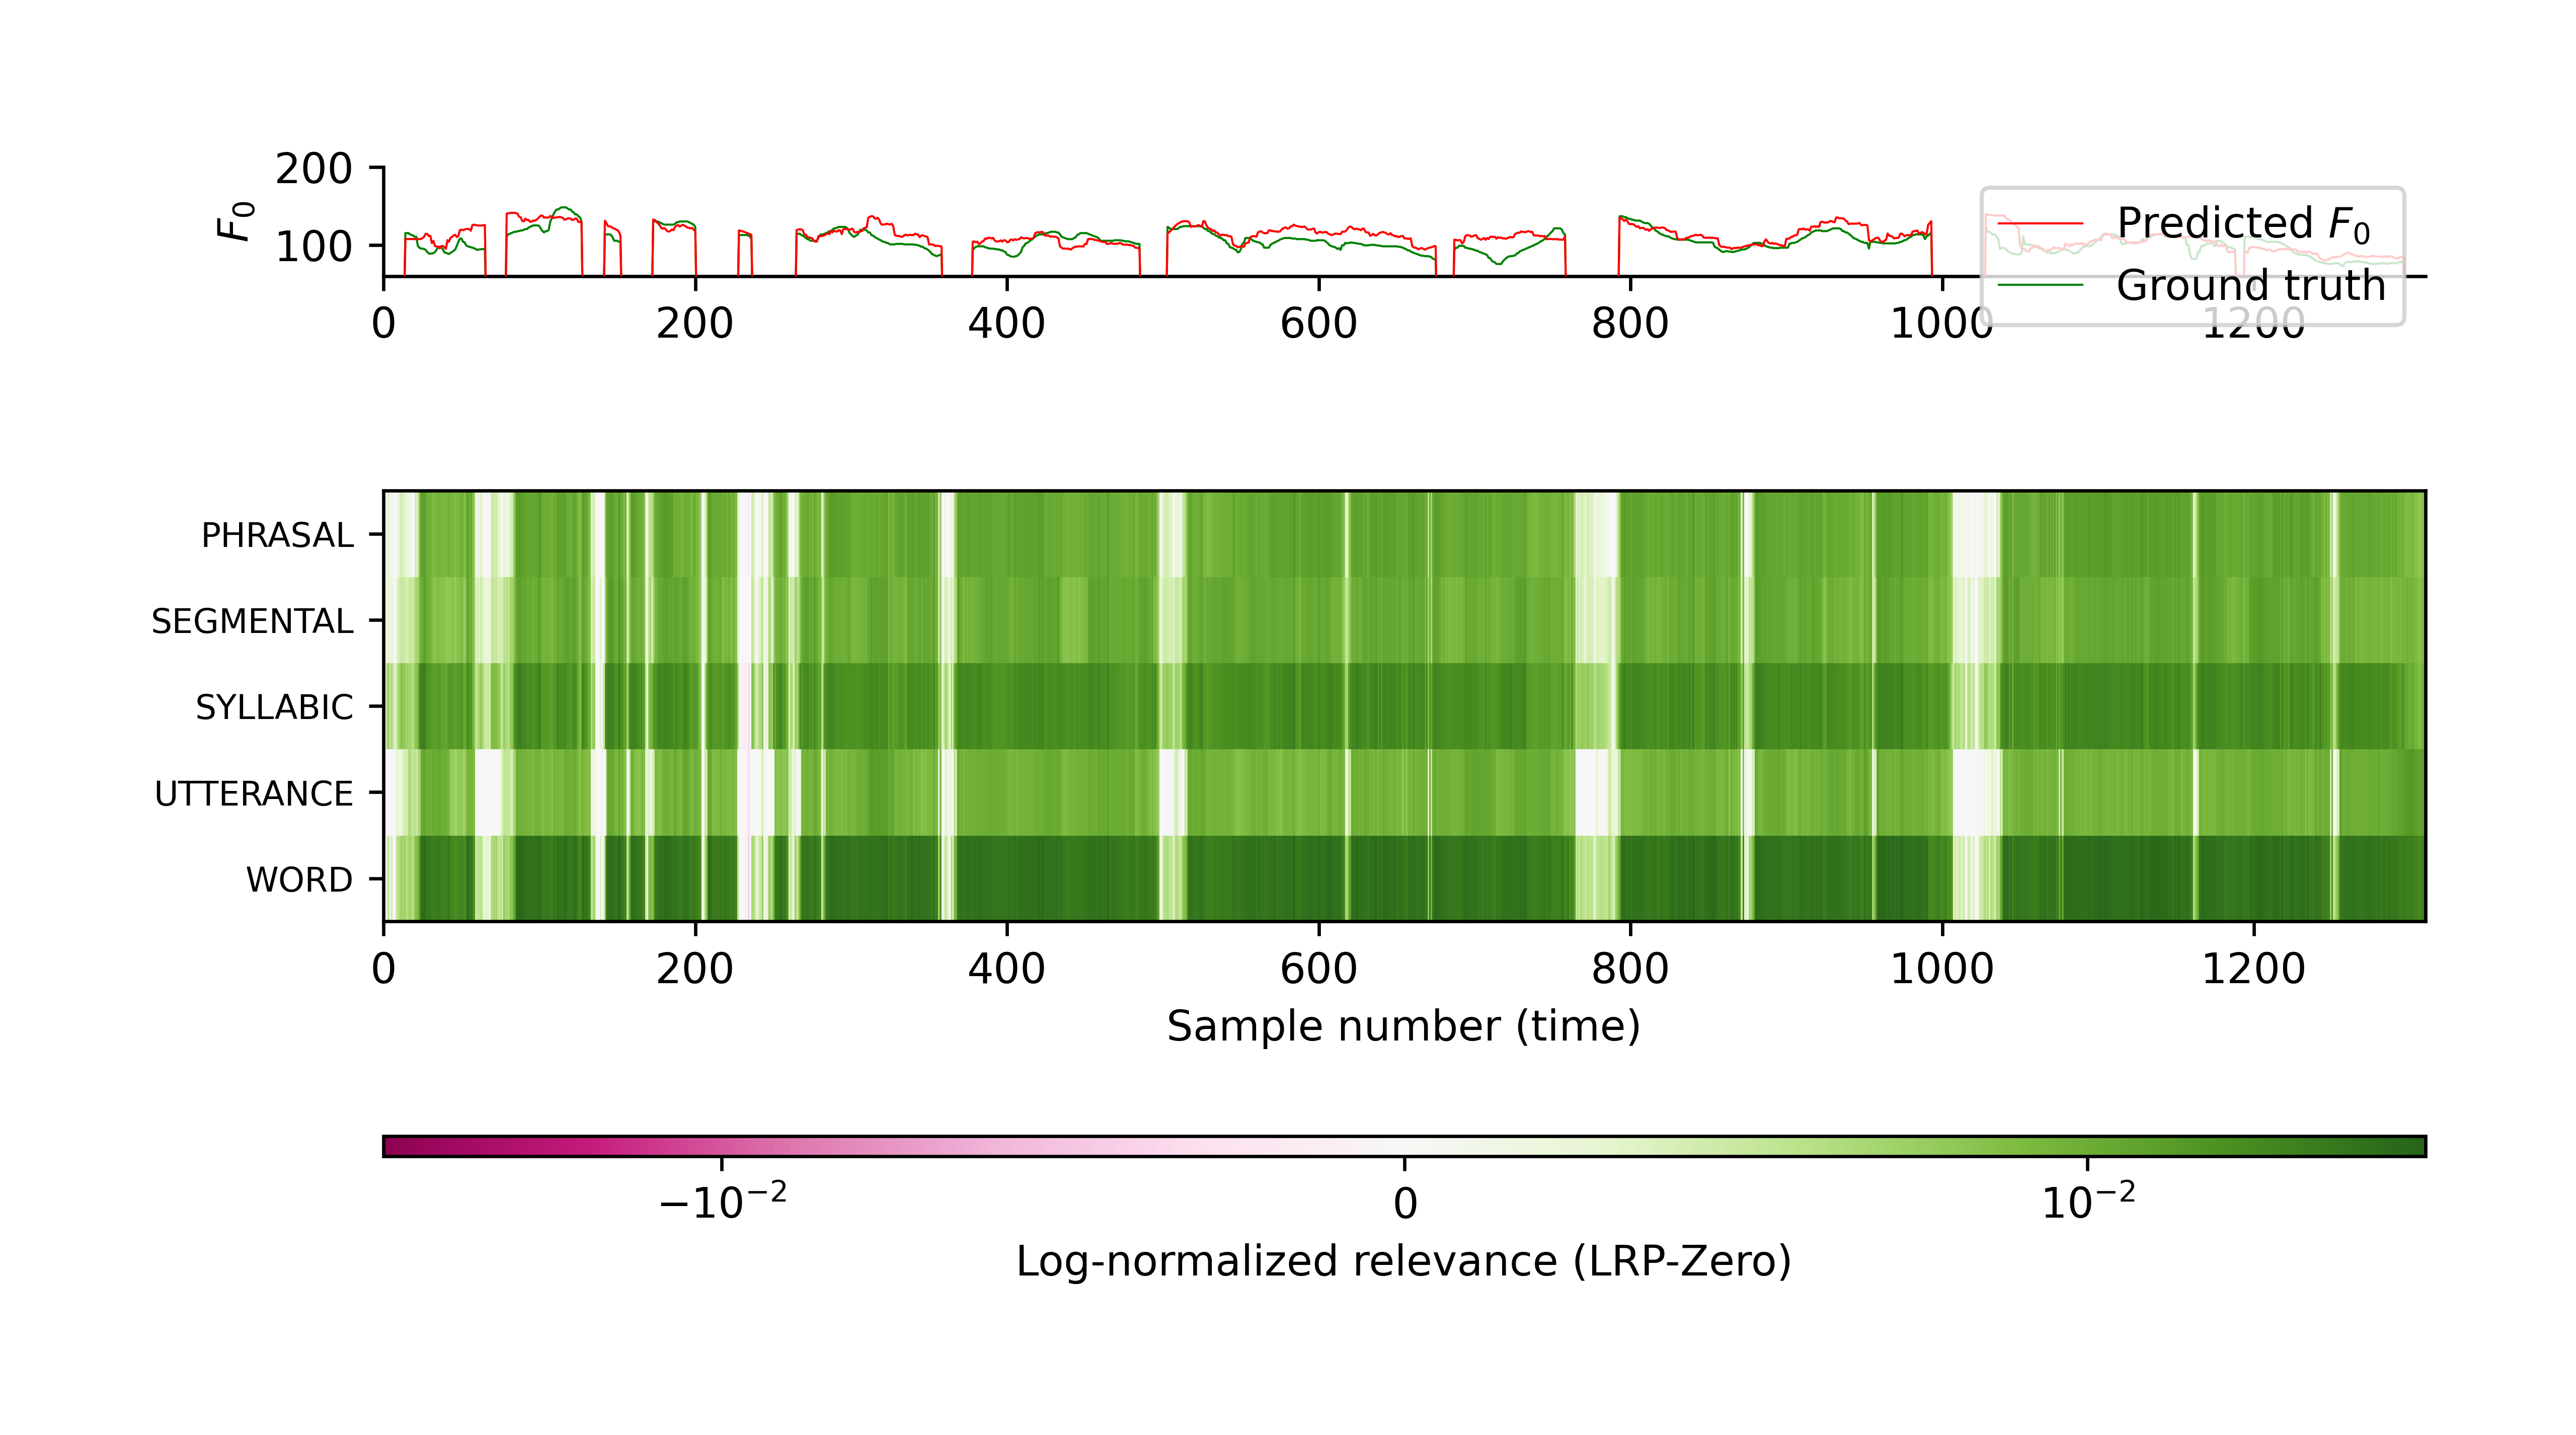 200
100
F0
0 200 400 600 800 1000 1200
Predicted F0
Ground truth
PHRASAL
SEGMENTAL
SYLLABIC
UTTERANCE
WORD
0 200 400 600 800 1000 1200
Sample number (time)
−10⁻² 0 10⁻²
Log-normalized relevance (LRP-Zero)